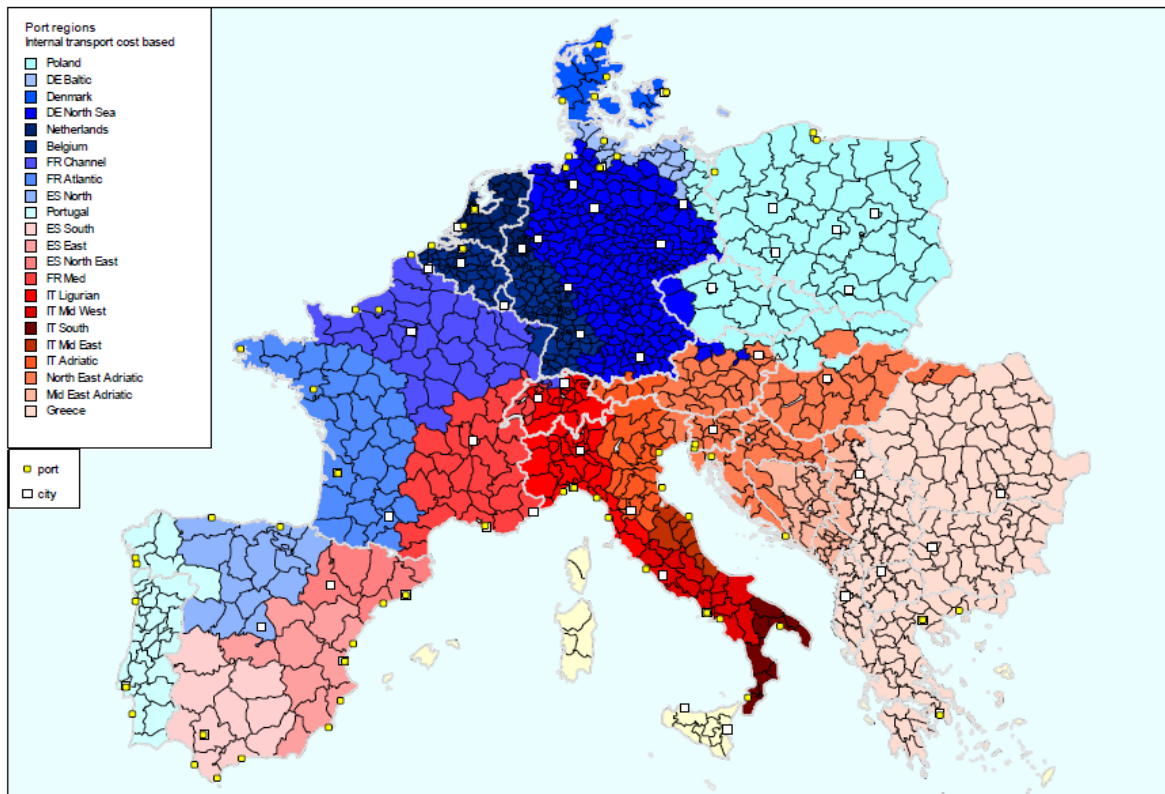 Port regions
Internal transport cost based
Poland
DE Baltic
Denmark
DE North Sea
Netherlands
Belgium
FR Channel
FR Atlantic
ES North
Portugal
ES South
ES East
ES North East
FR Med
IT Ligurian
IT Mid West
IT South
IT Mid East
IT Adriatic
North East Adriatic
Mid East Adriatic
Greece
port
city